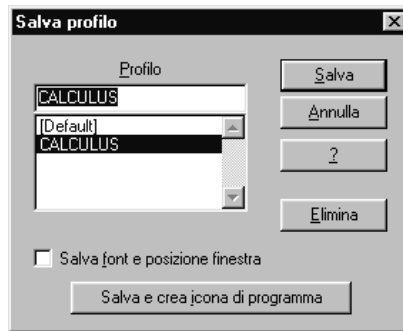 Salva profilo
Profilo
CALCULUS
[Default]
CALCULUS
Salva
Annulla
?
Elimina
Salva font e posizione finestra
Salva e crea icona di programma